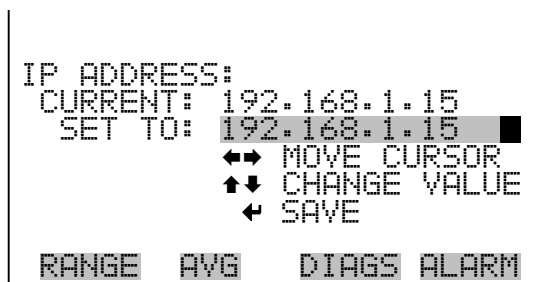 IP ADDRESS:
CURRENT: 192.168.1.15
SET TO: 192.168.1.15
←→ MOVE CURSOR
↑↓ CHANGE VALUE
↵ SAVE
RANGE AVG DIAGS ALARM